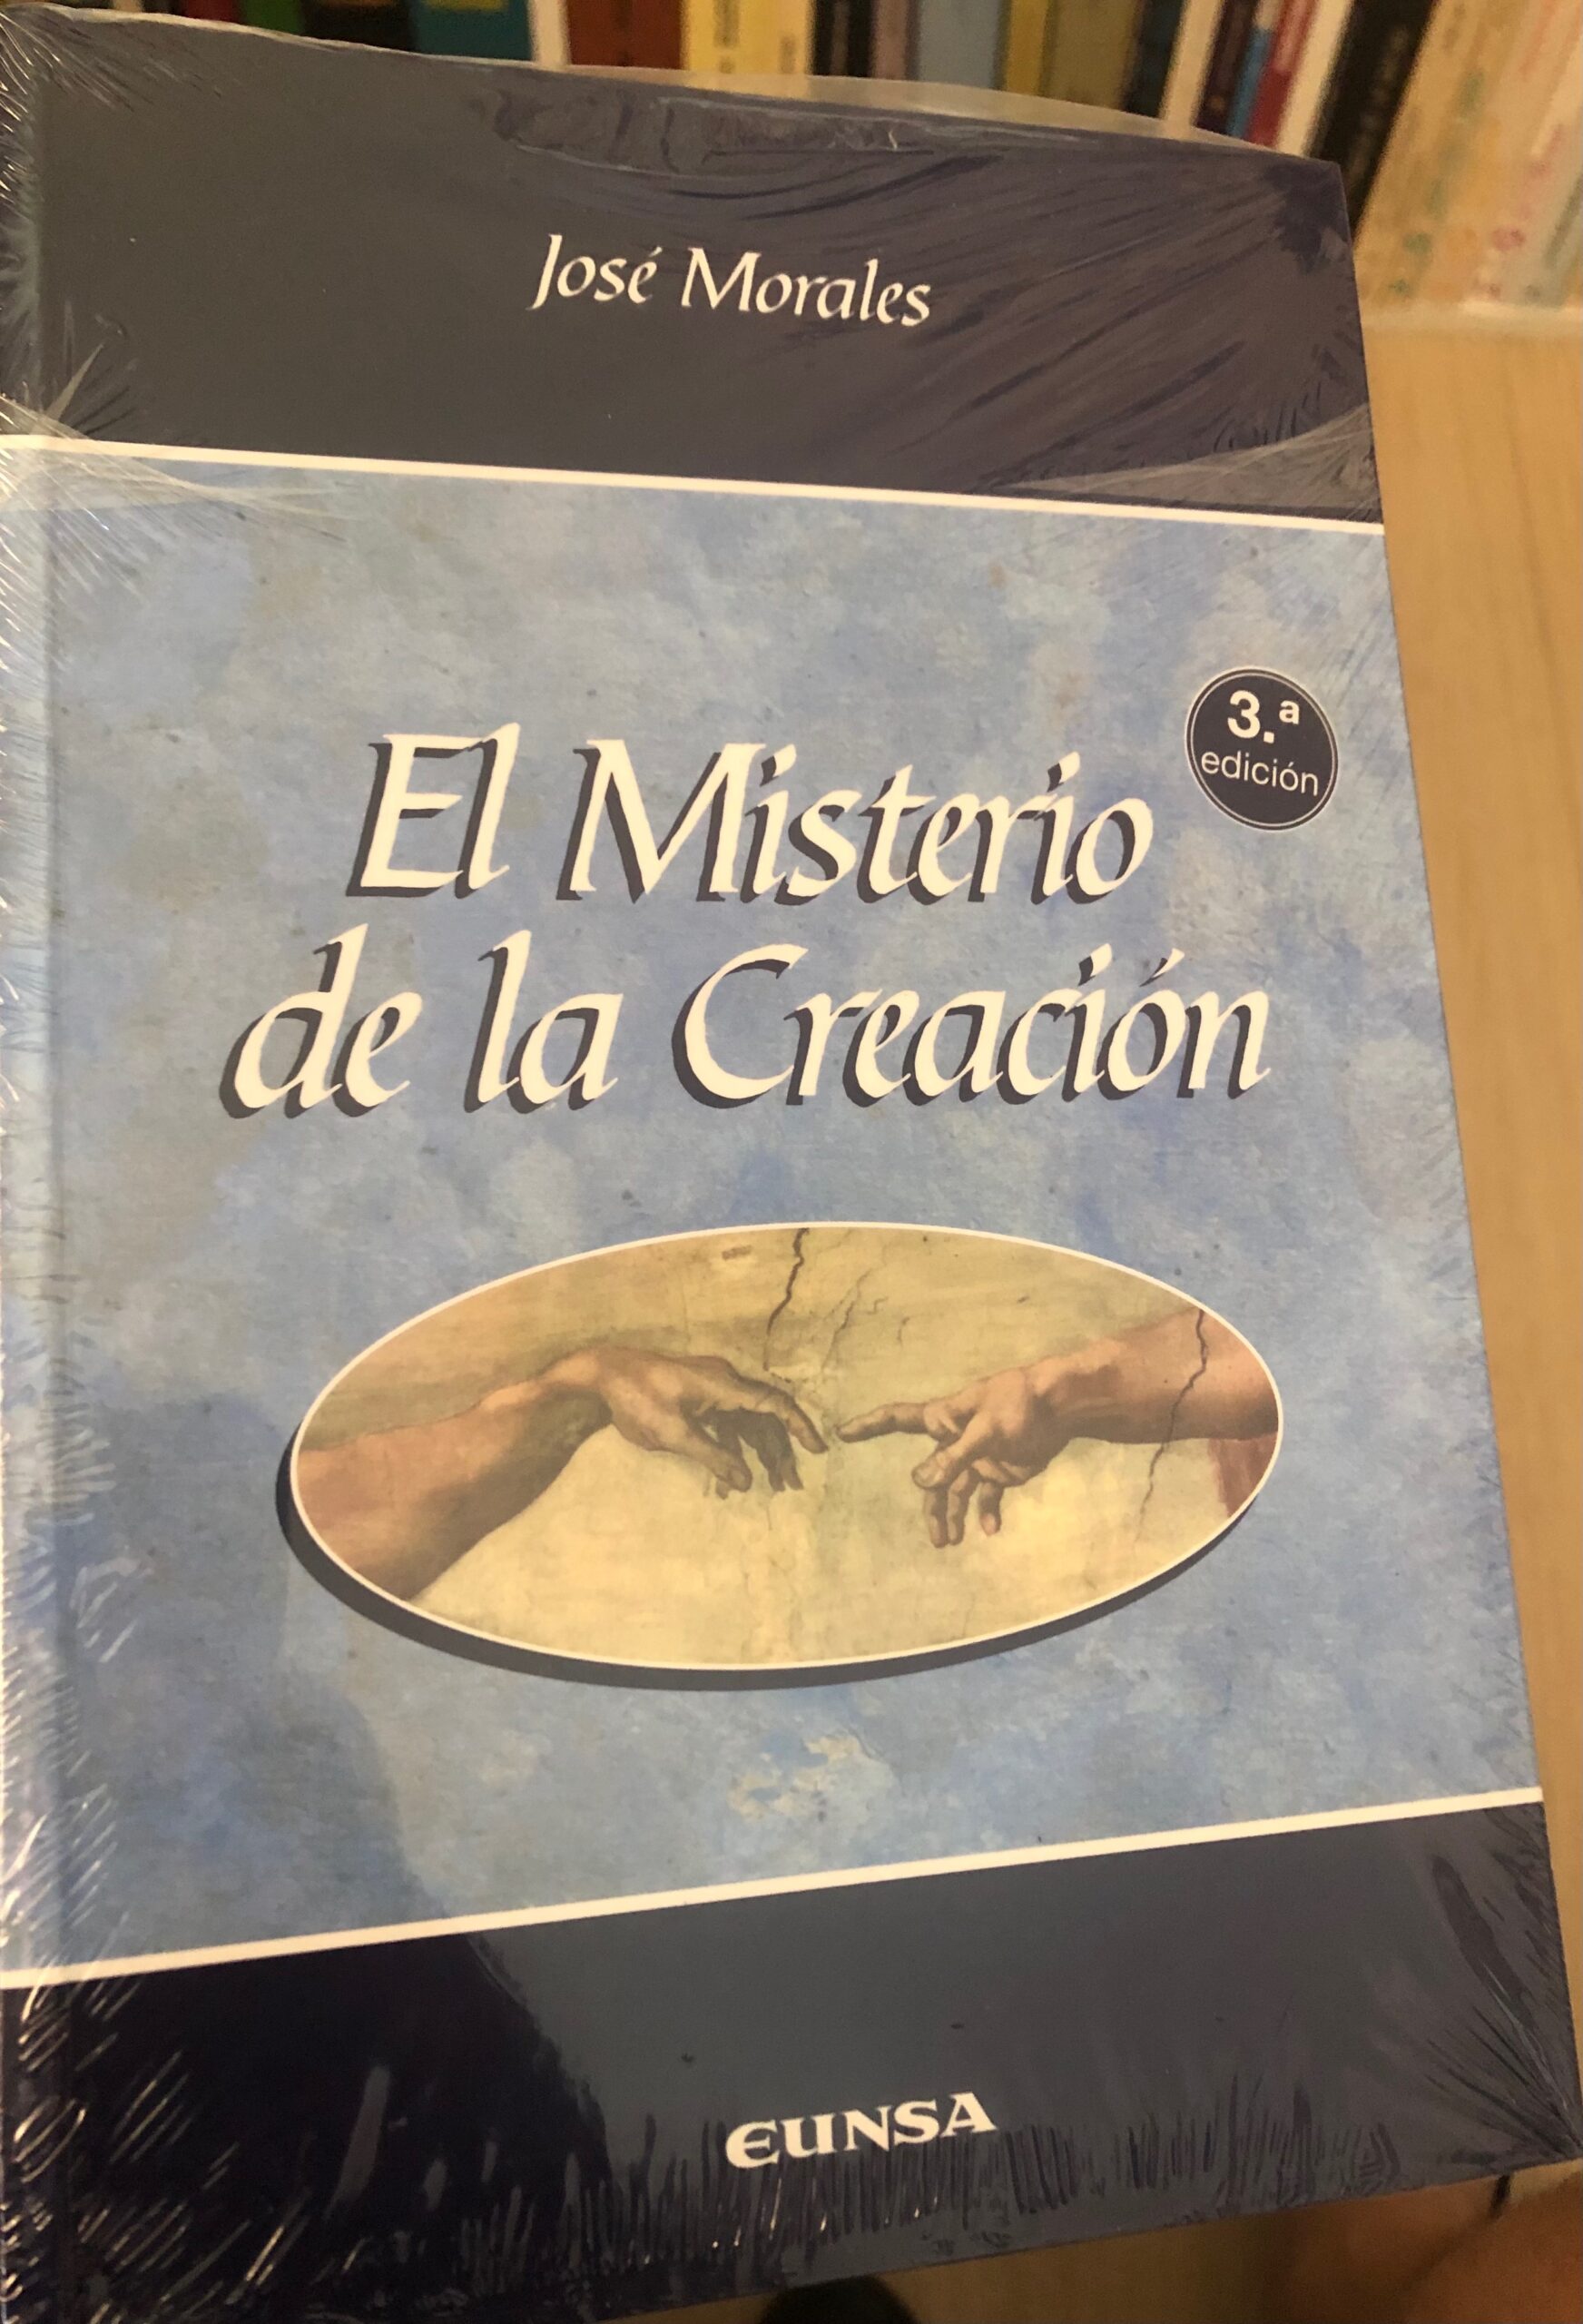 José Morales
3.ª
edición
El Misterio
de la Creación
EUNSA